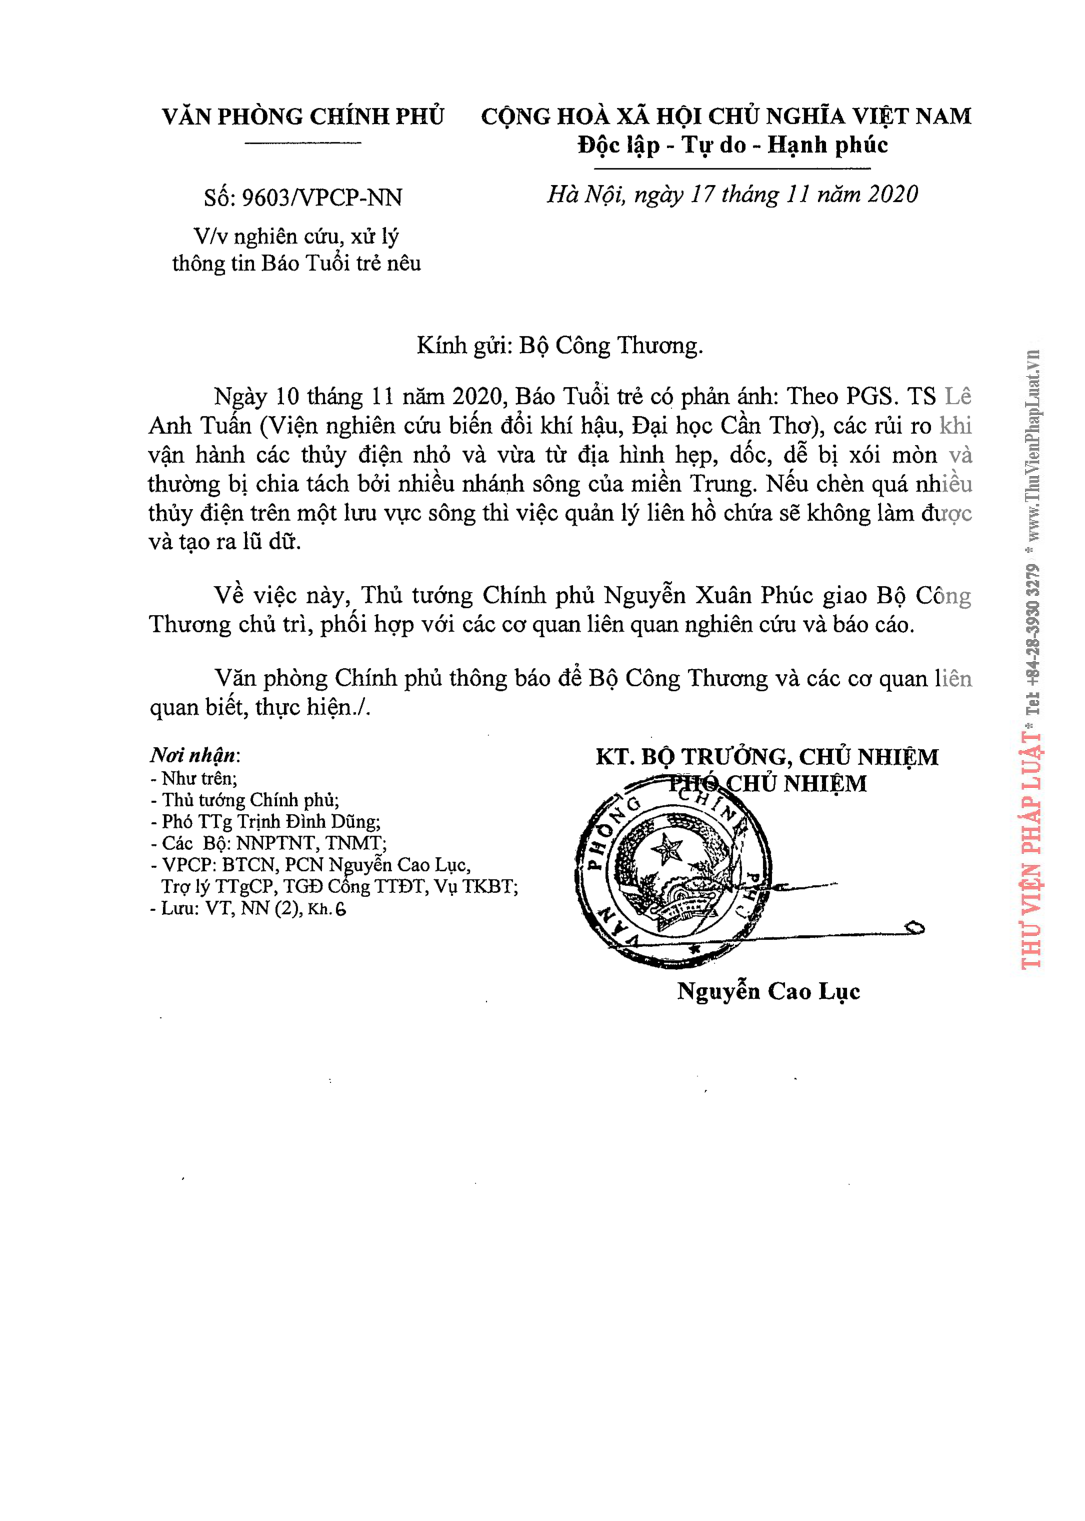 VĂN PHÒNG CHÍNH PHỦ
CỘNG HOÀ XÃ HỘI CHỦ NGHĨA VIỆT NAM
Độc lập - Tự do - Hạnh phúc
Số: 9603/VPCP-NN
Hà Nội, ngày 17 tháng 11 năm 2020
V/v nghiên cứu, xử lý
thông tin Báo Tuổi trẻ nêu
Kính gửi: Bộ Công Thương.
Ngày 10 tháng 11 năm 2020, Báo Tuổi trẻ có phản ánh: Theo PGS. TS Lê
Anh Tuấn (Viện nghiên cứu biến đổi khí hậu, Đại học Cần Thơ), các rủi ro khi
vận hành các thủy điện nhỏ và vừa từ địa hình hẹp, dốc, dễ bị xói mòn và
thường bị chia tách bởi nhiều nhánh sông của miền Trung. Nếu chèn quá nhiều
thủy điện trên một lưu vực sông thì việc quản lý liên hồ chứa sẽ không làm được
và tạo ra lũ dữ.
Về việc này, Thủ tướng Chính phủ Nguyễn Xuân Phúc giao Bộ Công
Thương chủ trì, phối hợp với các cơ quan liên quan nghiên cứu và báo cáo.
Văn phòng Chính phủ thông báo để Bộ Công Thương và các cơ quan liên
quan biết, thực hiện./.
Nơi nhận:
- Như trên;
- Thủ tướng Chính phủ;
- Phó TTg Trịnh Đình Dũng;
- Các Bộ: NNPTNT, TNMT;
- VPCP: BTCN, PCN Nguyễn Cao Lục,
Trợ lý TTgCP, TGĐ Cổng TTĐT, Vụ TKBT;
- Lưu: VT, NN (2), Kh. 6
KT. BỘ TRƯỞNG, CHỦ NHIỆM
PHÓ CHỦ NHIỆM
VĂN PHÒNG CHÍNH PHỦ
Nguyễn Cao Lục
THƯ VIỆN PHÁP LUẬT * Tel: +84-28-3930 3279 * www.ThuVienPhapLuat.vn